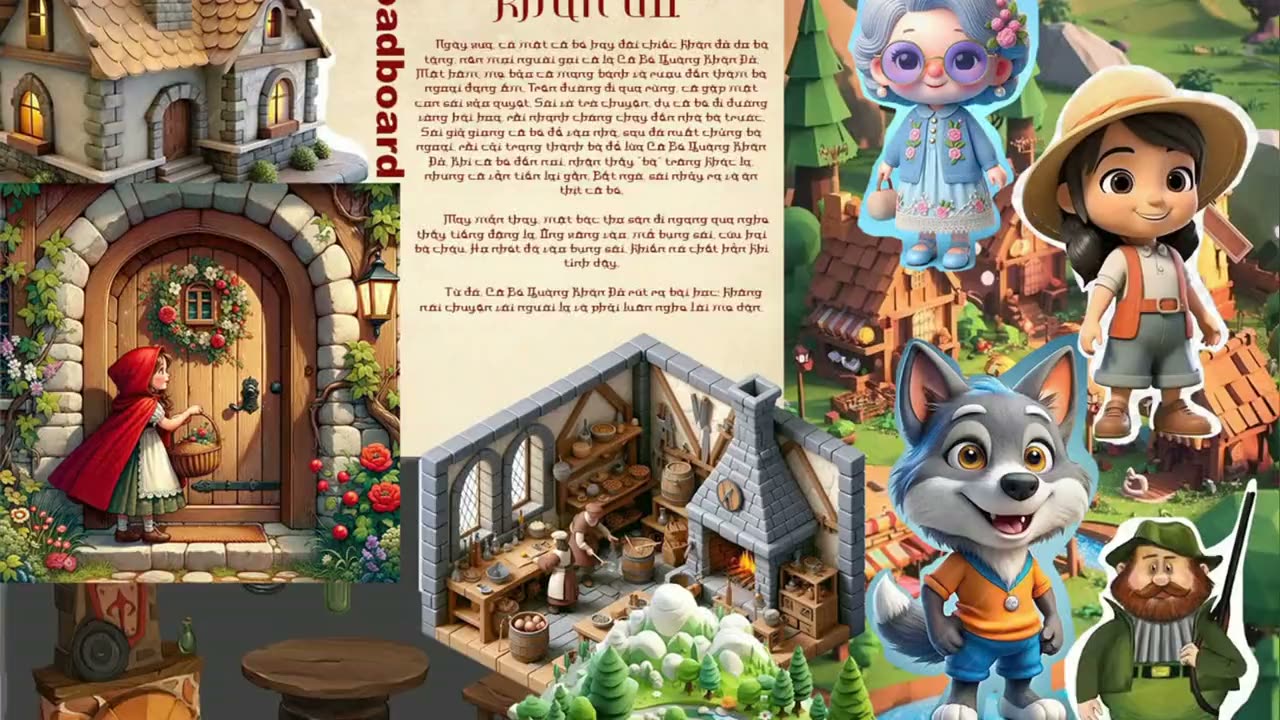 oadboard
Khăn đỏ
Ngày xưa, có một cô bé hay đội chiếc khăn đỏ do bà
tặng, nên mọi người gọi cô là Cô Bé Quàng Khăn Đỏ.
Một hôm, mẹ bảo cô mang bánh và rượu đến thăm bà
ngoại đang ốm. Trên đường đi qua rừng, cô gặp một
con sói xảo quyệt. Sói và trò chuyện, dụ cô bé đi đường
vòng hái hoa, rồi nhanh chóng chạy đến nhà bà trước.
Sói giả giọng cô bé để vào nhà, sau đó nuốt chửng bà
ngoại, rồi cải trang thành bà để lừa Cô Bé Quàng Khăn
Đỏ. Khi cô bé đến nơi, nhận thấy "bà" trông khác lạ,
nhưng cô vẫn tiến lại gần. Bất ngờ, sói nhảy ra và ăn
thịt cô bé.
May mắn thay, một bác thợ săn đi ngang qua nghe
thấy tiếng động lạ. Ông xông vào, mổ bụng sói, cứu hai
bà cháu. Họ nhét đá vào bụng sói, khiến nó chết hẳn khi
tỉnh dậy.
Từ đó, Cô Bé Quàng Khăn Đỏ rút ra bài học: Không
nói chuyện với người lạ và phải luôn nghe lời mẹ dặn.